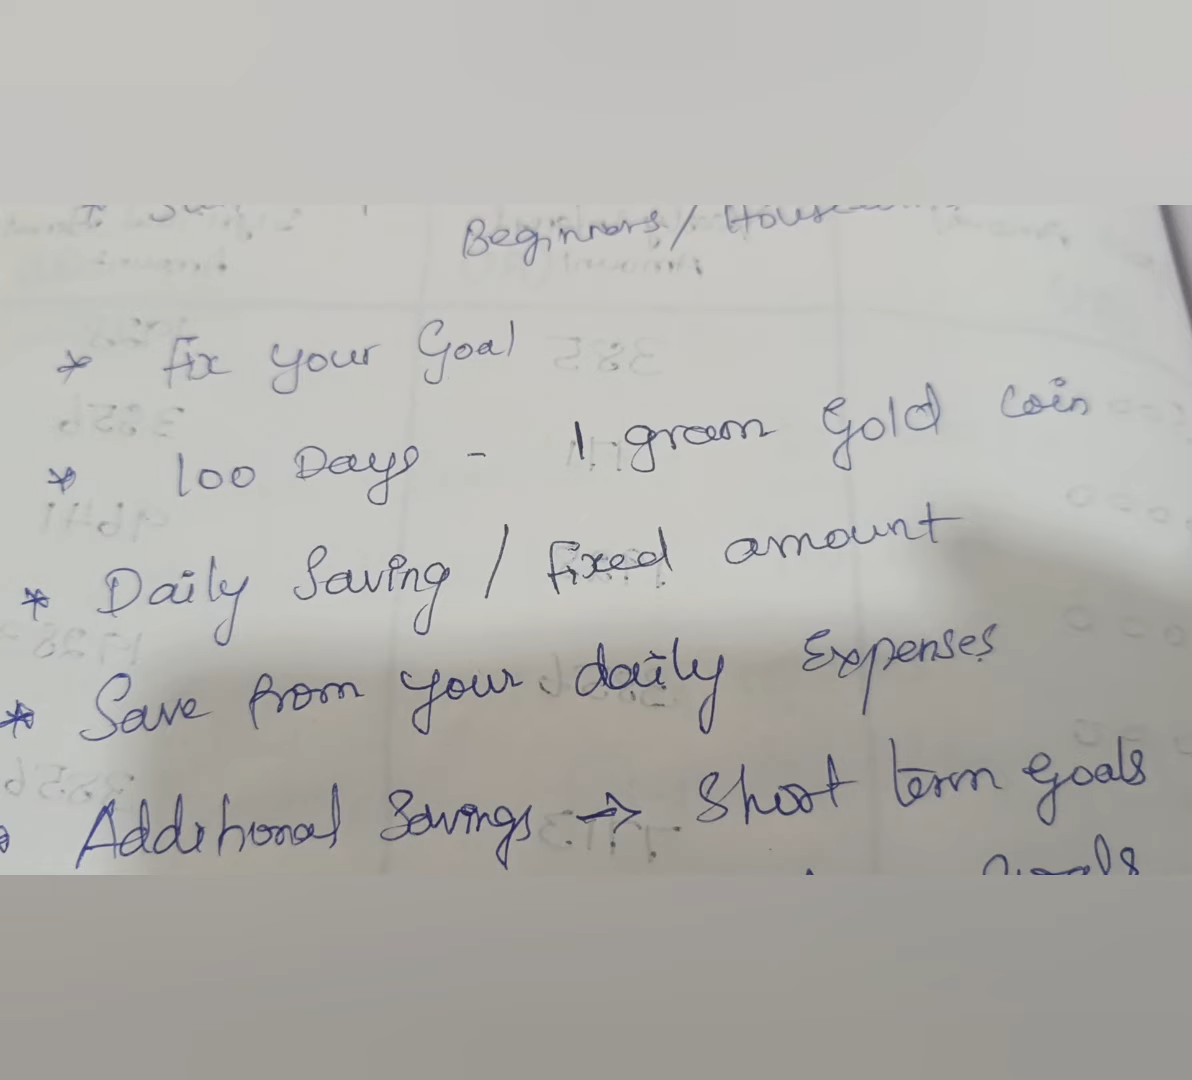 Beginners /
* Fix your Goal
* 100 Days - 1 gram Gold coin
* Daily Saving / Fixed amount
* Save from your daily Expenses
Additional Savings → Short term goals